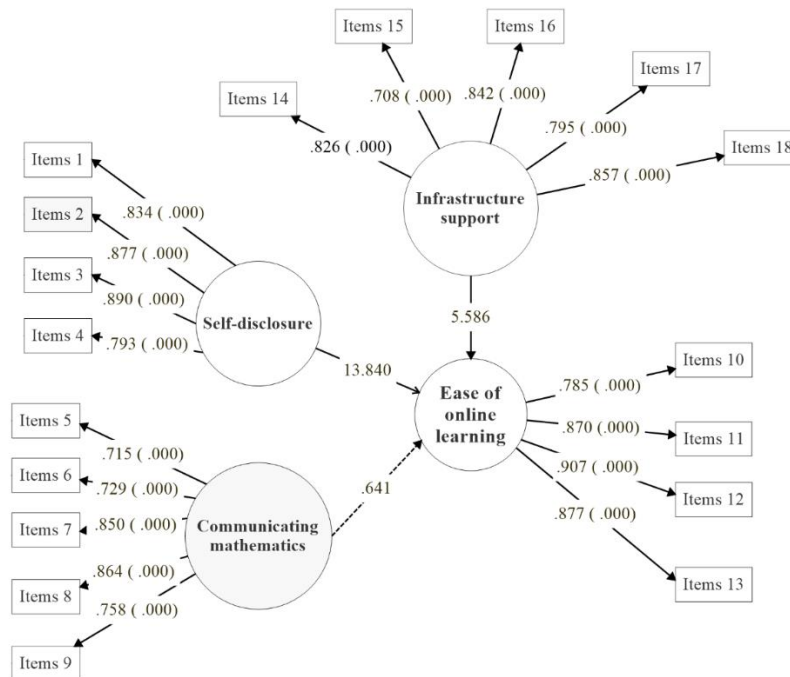 Items 15
Items 16
Items 17
Items 14
Items 18
.708 ( .000)
.842 ( .000)
.795 ( .000)
.826 ( .000)
.857 ( .000)
Infrastructure
support
Items 1
Items 2
Items 3
Items 4
.834 ( .000)
.877 ( .000)
.890 ( .000)
.793 ( .000)
Self-disclosure
5.586
13.840
Ease of
online
learning
Items 10
Items 11
Items 12
Items 13
.785 ( .000)
.870 (.000)
.907 ( .000)
.877 ( .000)
Items 5
Items 6
Items 7
Items 8
Items 9
.715 ( .000)
.729 ( .000)
.850 ( .000)
.864 ( .000)
.758 ( .000)
Communicating
mathematics
.641